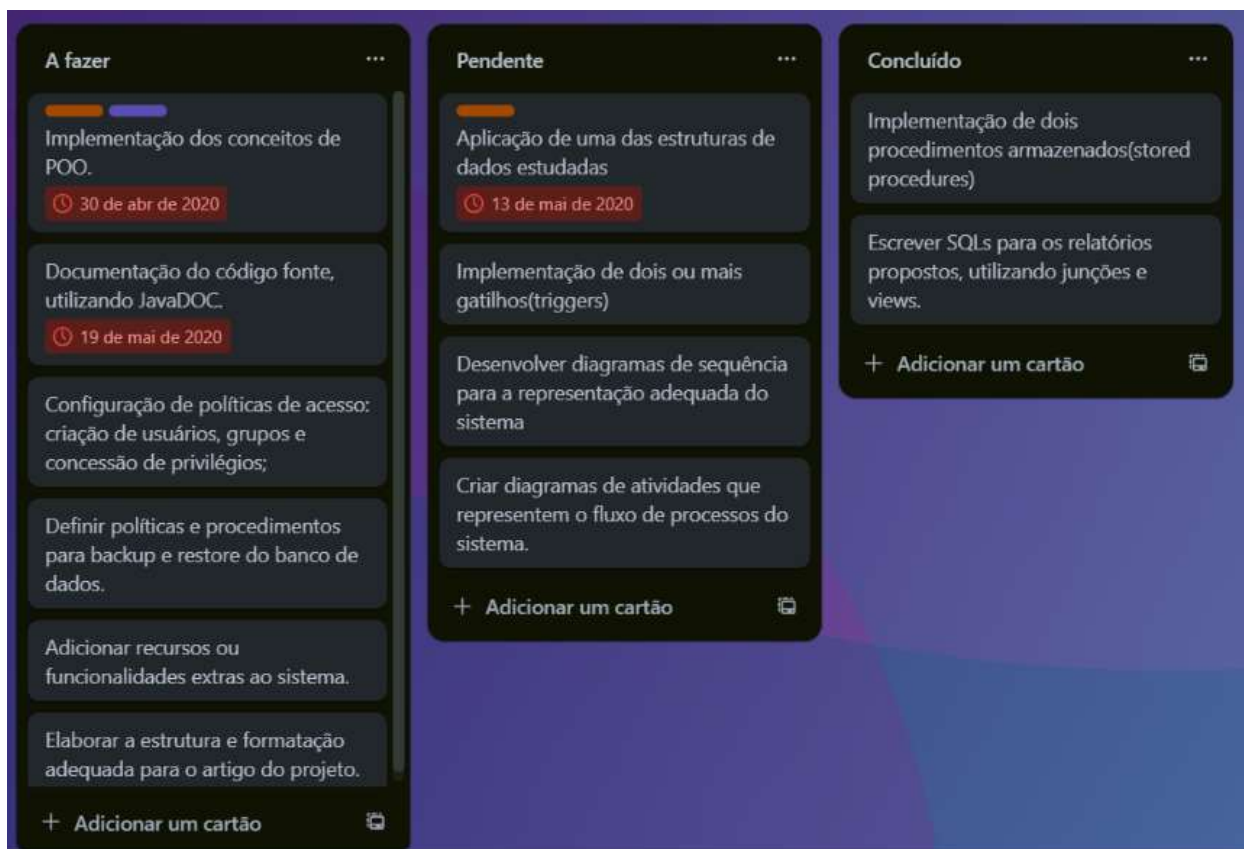 A fazer
Implementação dos conceitos de
POO.
30 de abr de 2020
Documentação do código fonte,
utilizando JavaDOC.
19 de mai de 2020
Configuração de políticas de acesso:
criação de usuários, grupos e
concessão de privilégios;
Definir políticas e procedimentos
para backup e restore do banco de
dados.
Adicionar recursos ou
funcionalidades extras ao sistema.
Elaborar a estrutura e formatação
adequada para o artigo do projeto.
+ Adicionar um cartão
Pendente
Aplicação de uma das estruturas de
dados estudadas
13 de mai de 2020
Implementação de dois ou mais
gatilhos(triggers)
Desenvolver diagramas de sequência
para a representação adequada do
sistema
Criar diagramas de atividades que
representem o fluxo de processos do
sistema.
+ Adicionar um cartão
Concluído
Implementação de dois
procedimentos armazenados(stored
procedures)
Escrever SQLs para os relatórios
propostos, utilizando junções e
views.
+ Adicionar um cartão